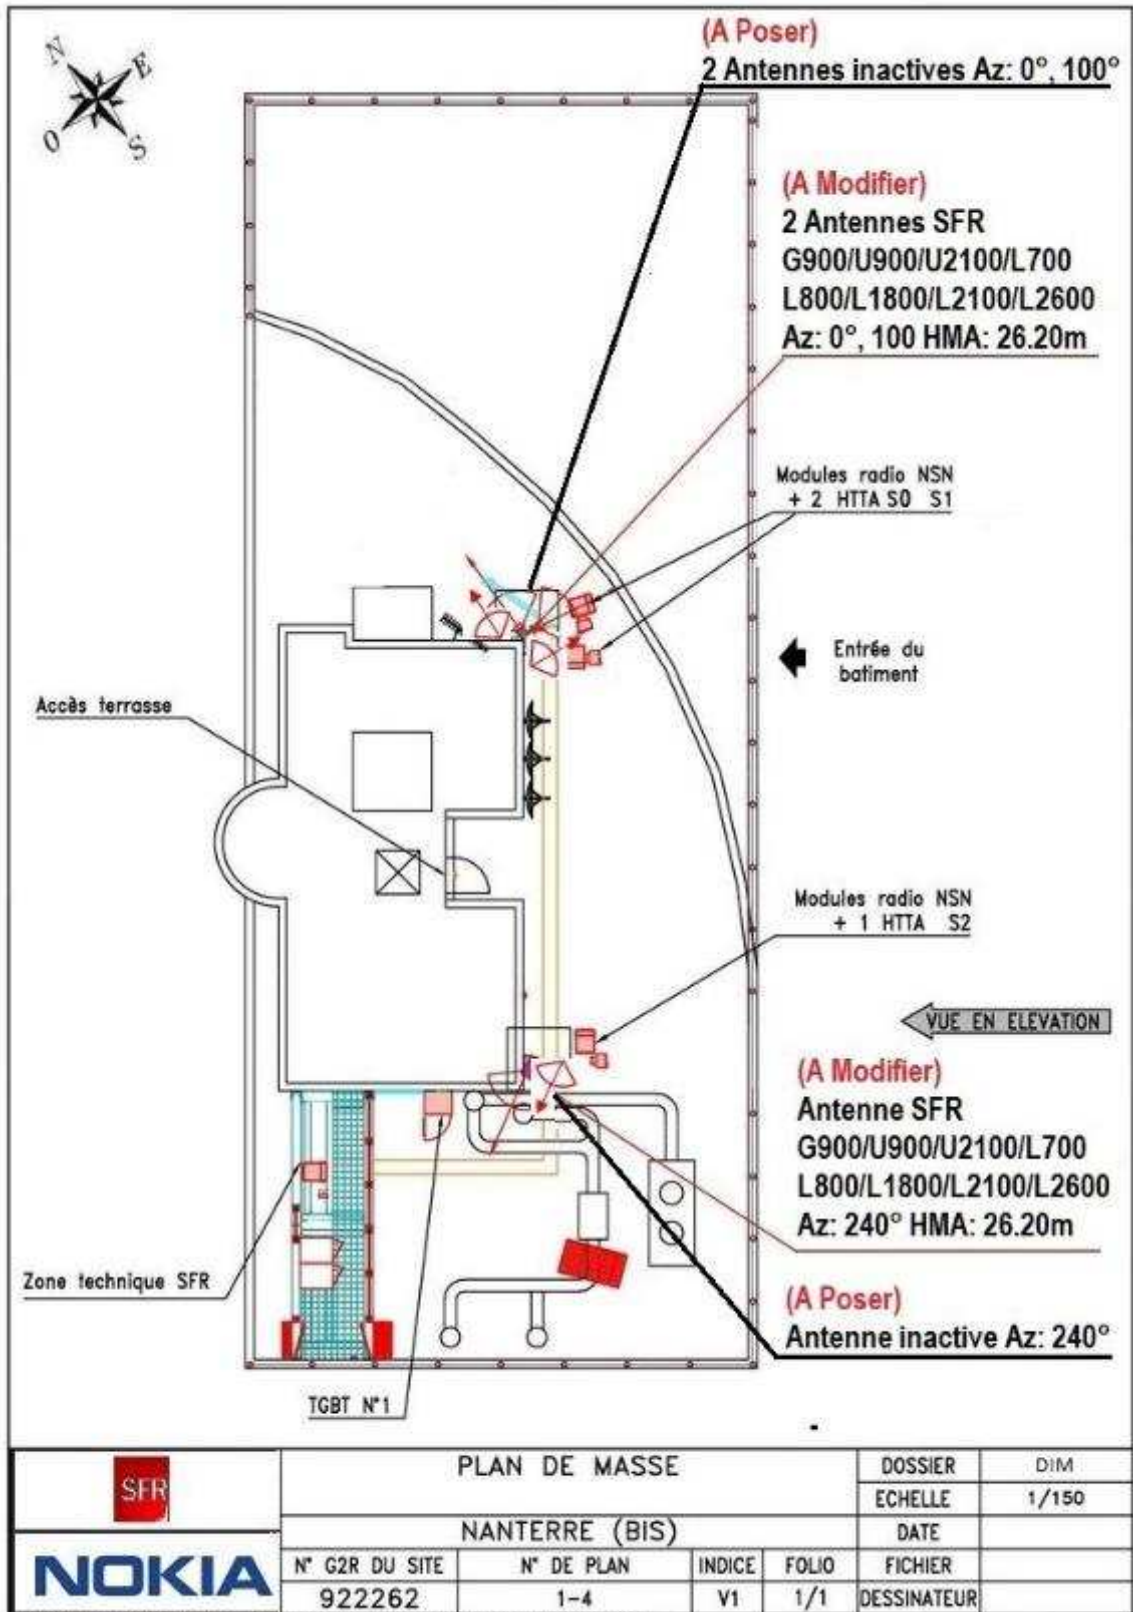 N
E
O
S
(A Poser)
2 Antennes inactives Az: 0°, 100°
(A Modifier)
2 Antennes SFR
G900/U900/U2100/L700
L800/L1800/L2100/L2600
Az: 0°, 100 HMA: 26.20m
Modules radio NSN
+ 2 HTTA S0 S1
Entrée du
batiment
Accès terrasse
Modules radio NSN
+ 1 HTTA S2
VUE EN ELEVATION
(A Modifier)
Antenne SFR
G900/U900/U2100/L700
L800/L1800/L2100/L2600
Az: 240° HMA: 26.20m
Zone technique SFR
(A Poser)
Antenne inactive Az: 240°
TGBT N°1
SFR
NOKIA
PLAN DE MASSE
DOSSIER DIM
ECHELLE 1/150
NANTERRE (BIS)
DATE
N° G2R DU SITE N° DE PLAN INDICE FOLIO FICHIER
922262 1-4 V1 1/1 DESSINATEUR